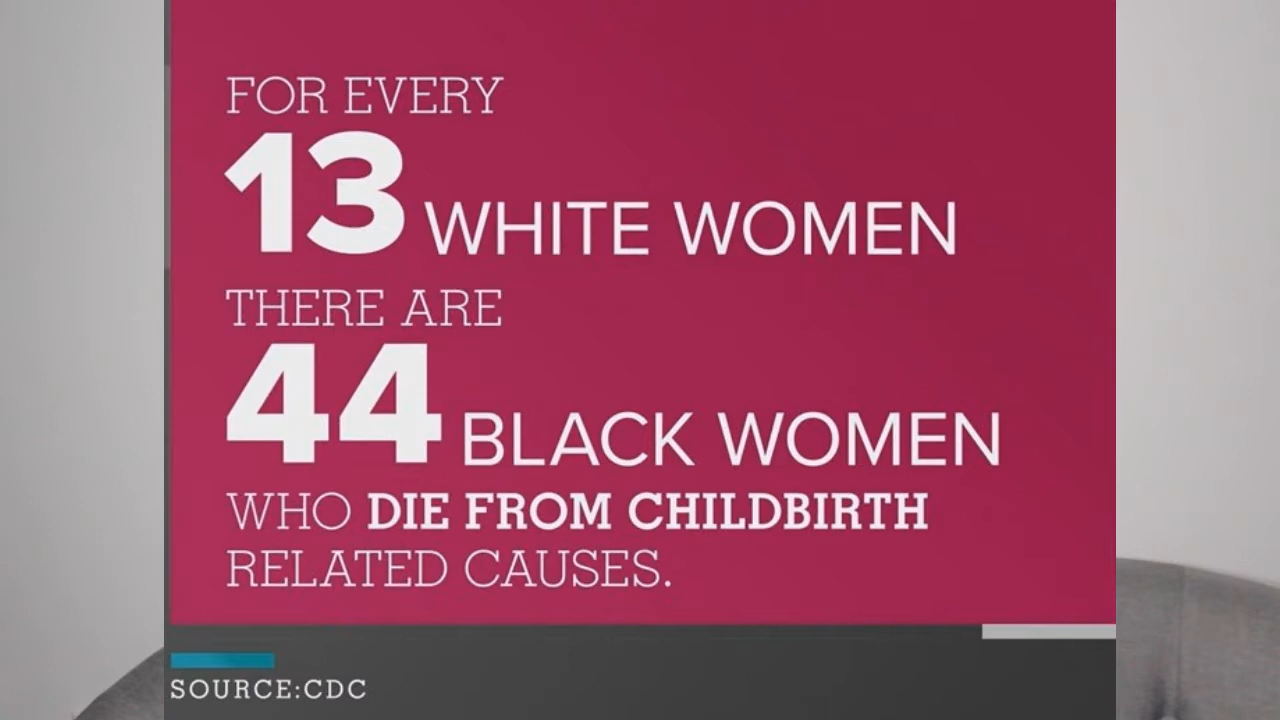 FOR EVERY
13 WHITE WOMEN
THERE ARE
44 BLACK WOMEN
WHO DIE FROM CHILDBIRTH
RELATED CAUSES.
SOURCE:CDC